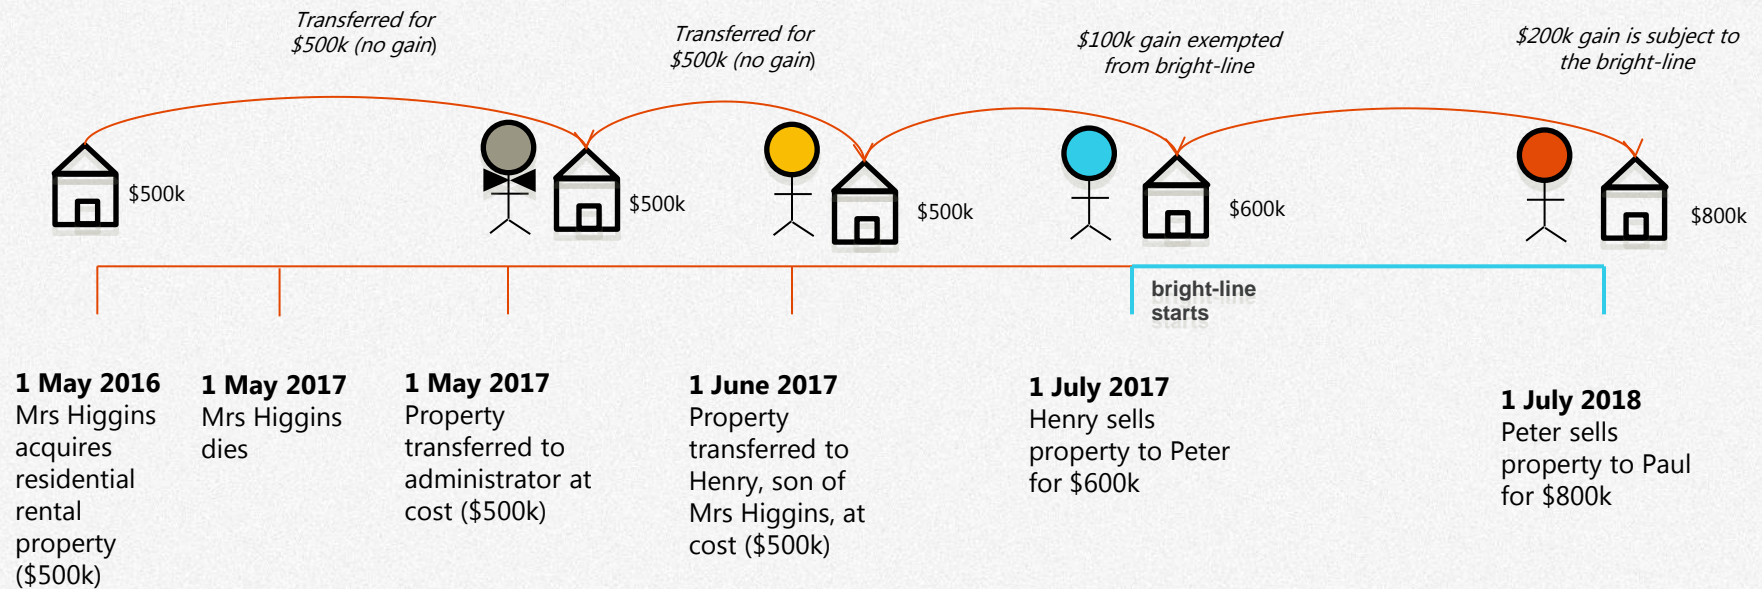 Transferred for
$500k (no gain)
Transferred for
$500k (no gain)
$100k gain exempted
from bright-line
$200k gain is subject to
the bright-line
$500k
$500k
$500k
$600k
$800k
bright-line
starts
1 May 2016
Mrs Higgins
acquires
residential
rental
property
($500k)
1 May 2017
Mrs Higgins
dies
1 May 2017
Property
transferred to
administrator at
cost ($500k)
1 June 2017
Property
transferred to
Henry, son of
Mrs Higgins, at
cost ($500k)
1 July 2017
Henry sells
property to Peter
for $600k
1 July 2018
Peter sells
property to Paul
for $800k